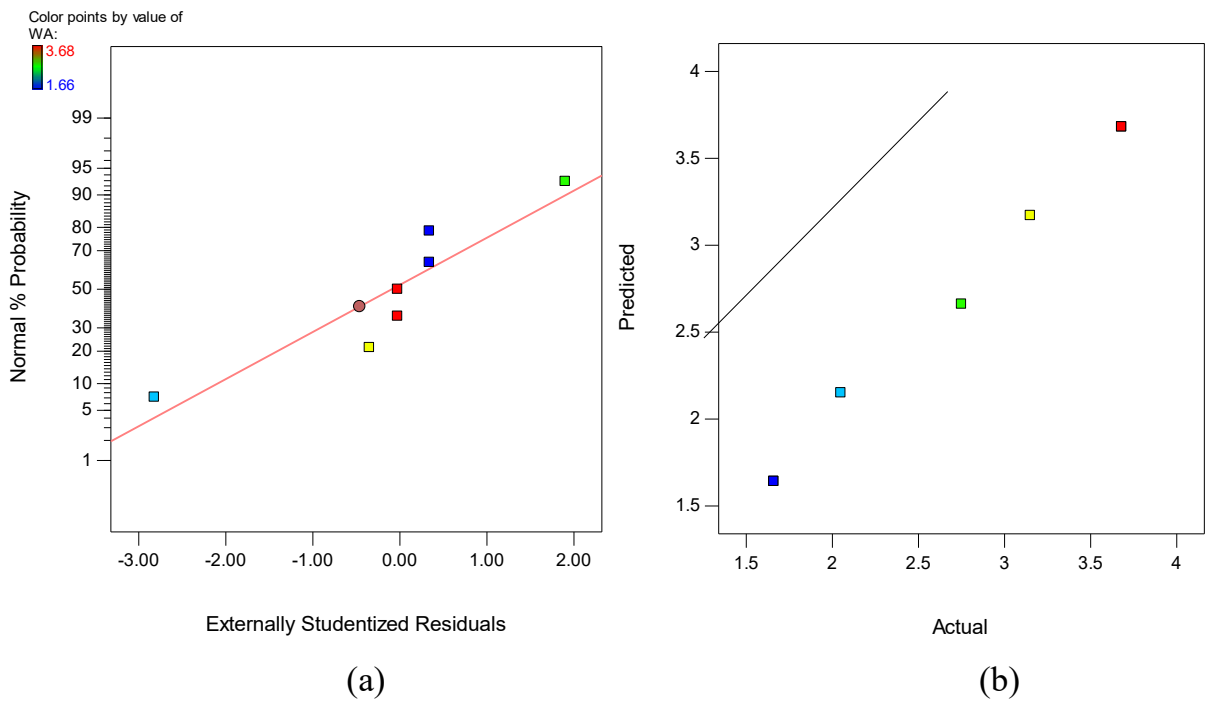 Color points by value of
WA:
3.68
1.66
99
95
90
80
70
50
30
20
10
5
1
Normal % Probability
-3.00 -2.00 -1.00 0.00 1.00 2.00
Externally Studentized Residuals
(a)
4
3.5
3
2.5
2
1.5
Predicted
1.5 2 2.5 3 3.5 4
Actual
(b)